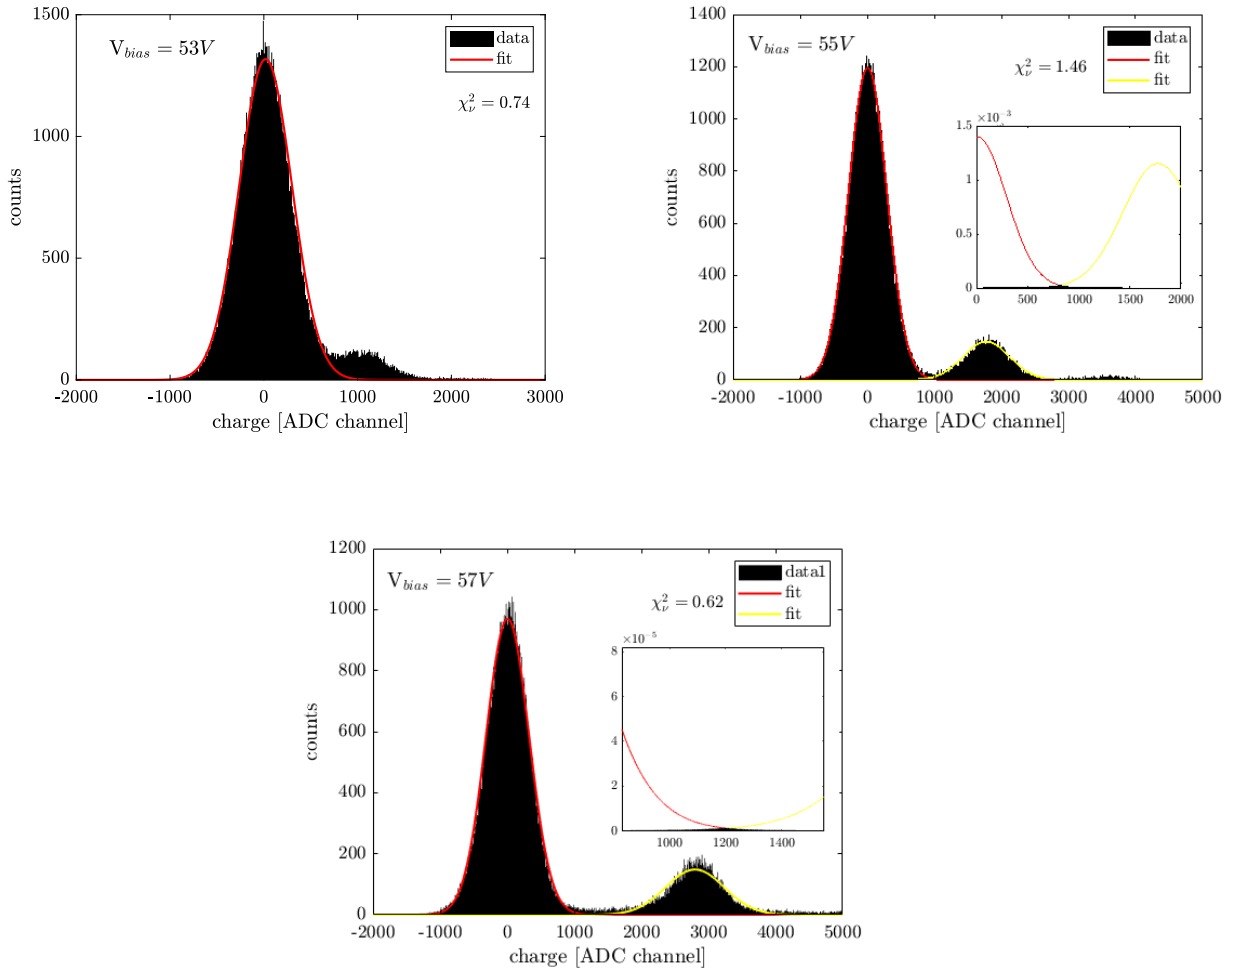 V_bias = 53V
data
fit
χ²_ν = 0.74
1500
1000
500
0
-2000 -1000 0 1000 2000 3000
counts
charge [ADC channel]
V_bias = 55V
data
fit
fit
χ²_ν = 1.46
1400
1200
1000
800
600
400
200
0
-2000 -1000 0 1000 2000 3000 4000 5000
counts
charge [ADC channel]
×10⁻³
1.5
1
0.5
0
0 500 1000 1500 2000
V_bias = 57V
data1
fit
fit
χ²_ν = 0.62
1200
1000
800
600
400
200
0
-2000 -1000 0 1000 2000 3000 4000 5000
counts
charge [ADC channel]
×10⁻⁵
8
6
4
2
0
1000 1200 1400